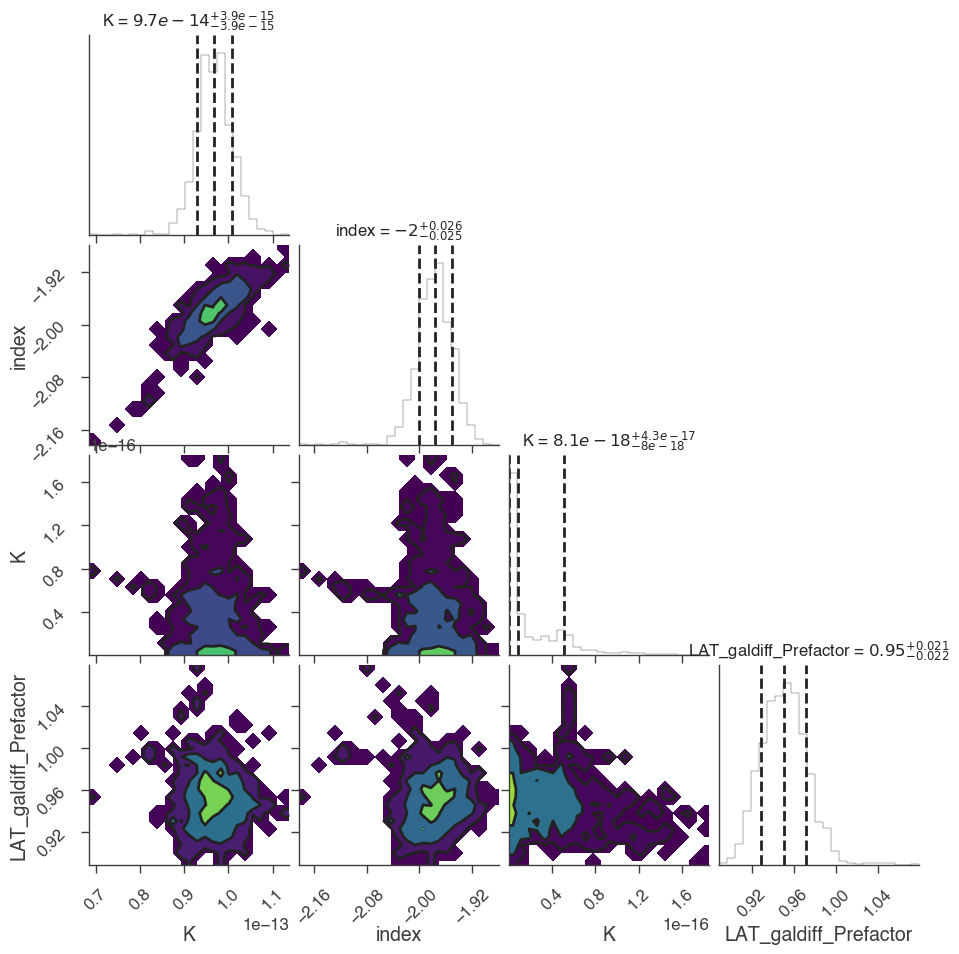 K = 9.7e−14 +3.9e−15 −3.9e−15
index = −2 +0.026 −0.025
−1.92
−2.00
−2.08
−2.16
index
K = 8.1e−18 +4.3e−17 −8e−18
1.6
1.2
0.8
0.4
K
LAT_galdiff_Prefactor = 0.95 +0.021 −0.022
1.04
1.00
0.96
0.92
LAT_galdiff_Prefactor
0.7 0.8 0.9 1.0 1.1
1e−13
K
−2.16 −2.08 −2.00 −1.92
index
0.4 0.8 1.2 1.6
1e−16
K
0.92 0.96 1.00 1.04
LAT_galdiff_Prefactor